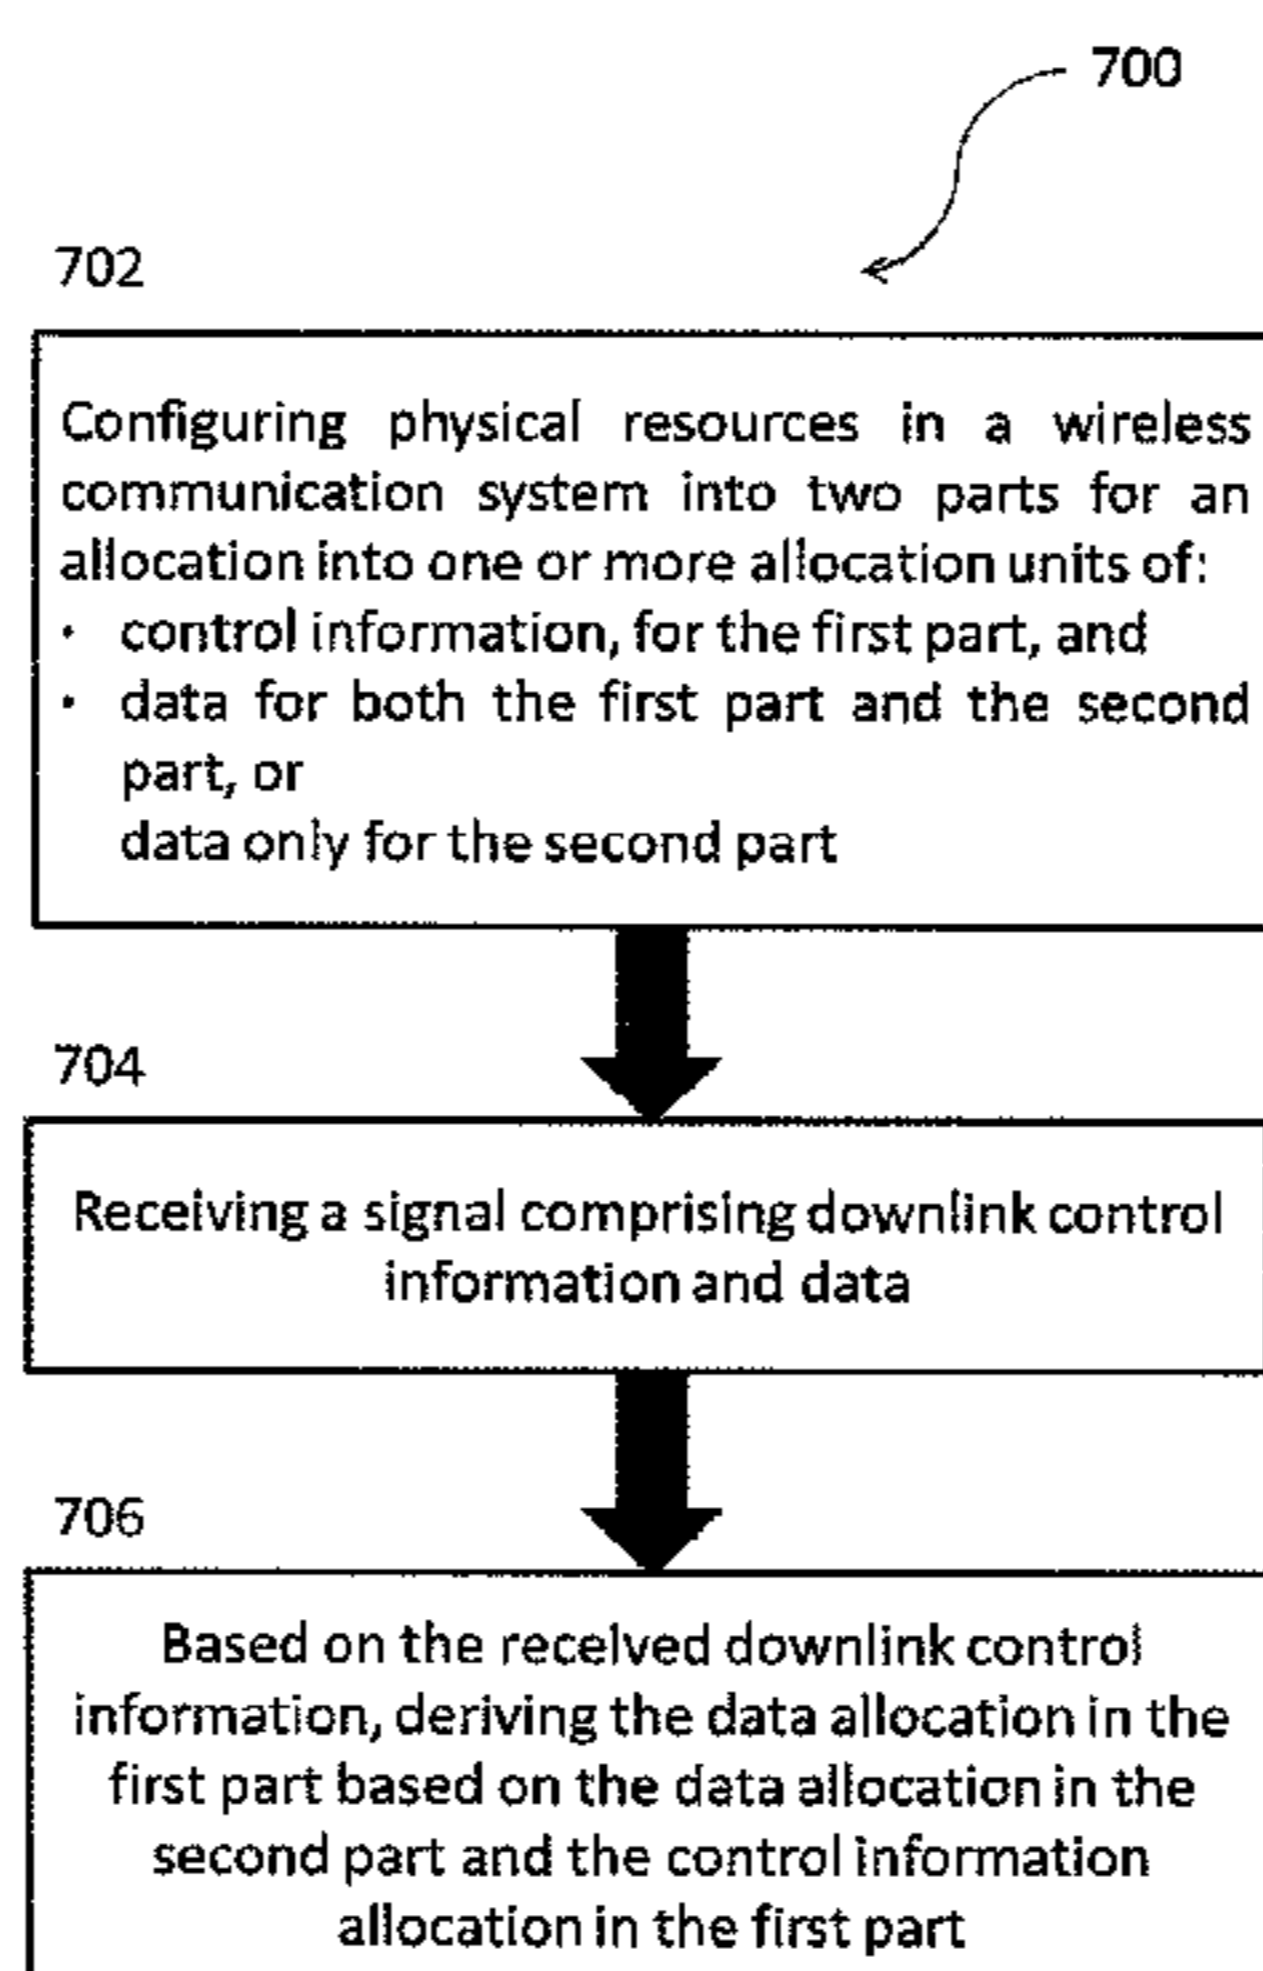 700
702
Configuring physical resources in a wireless
communication system into two parts for an
allocation into one or more allocation units of:
• control information, for the first part, and
• data for both the first part and the second
part, or
data only for the second part
704
Receiving a signal comprising downlink control
information and data
706
Based on the received downlink control
information, deriving the data allocation in the
first part based on the data allocation in the
second part and the control information
allocation in the first part